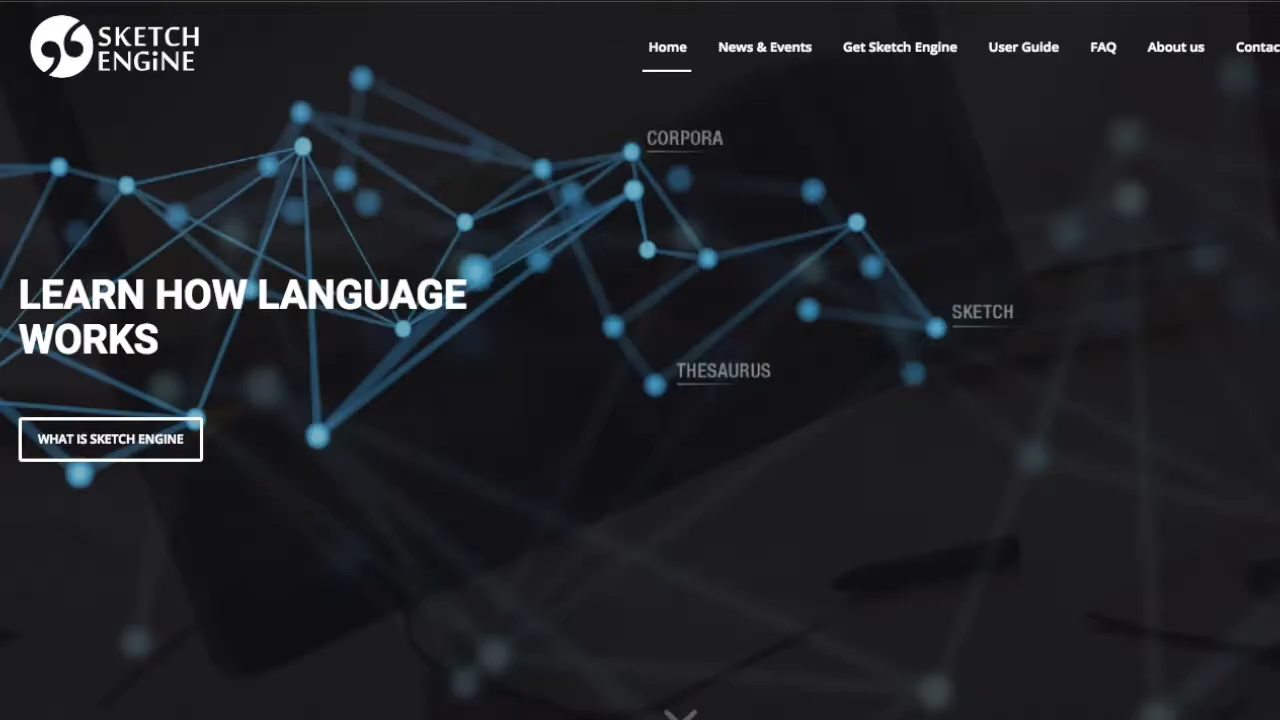 SKETCH
ENGiNE
Home News & Events Get Sketch Engine User Guide FAQ About us Contac
CORPORA
LEARN HOW LANGUAGE
WORKS
SKETCH
THESAURUS
WHAT IS SKETCH ENGINE